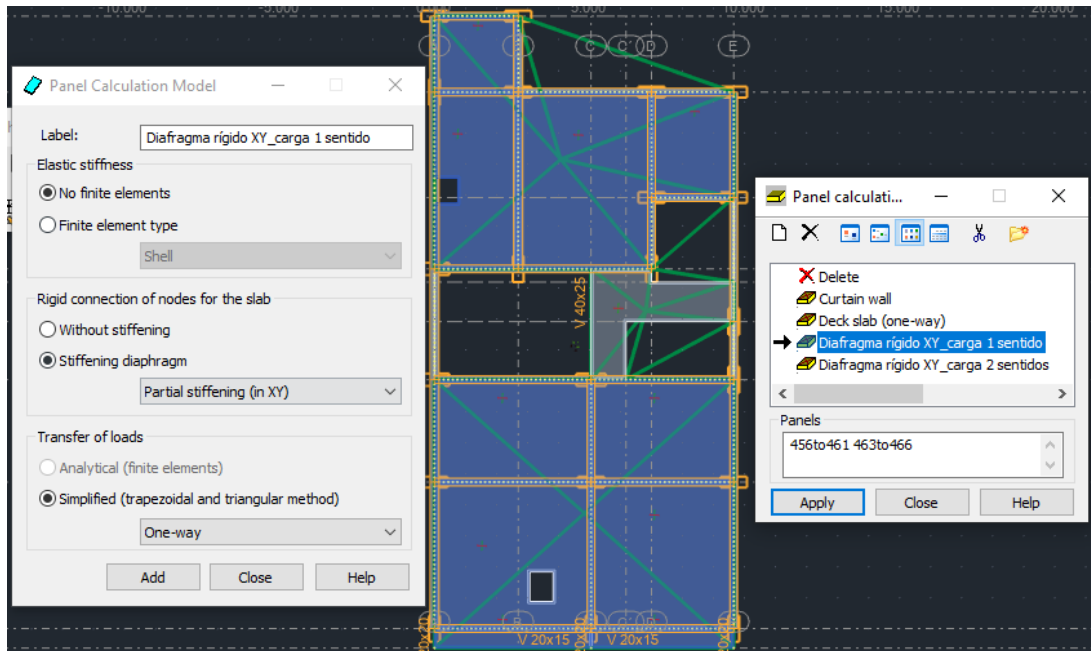 -10.000 -5.000 5.000 10.000 15.000 20.000
C C' D E
Panel Calculation Model
Label: Diafragma rígido XY_carga 1 sentido
Elastic stiffness
No finite elements
Finite element type
Shell
Rigid connection of nodes for the slab
Without stiffening
Stiffening diaphragm
Partial stiffening (in XY)
Transfer of loads
Analytical (finite elements)
Simplified (trapezoidal and triangular method)
One-way
Add Close Help
V 40x25
V 20x15 V 20x15
Panel calculati...
Delete
Curtain wall
Deck slab (one-way)
Diafragma rígido XY_carga 1 sentido
Diafragma rígido XY_carga 2 sentidos
Panels
456to461 463to466
Apply Close Help